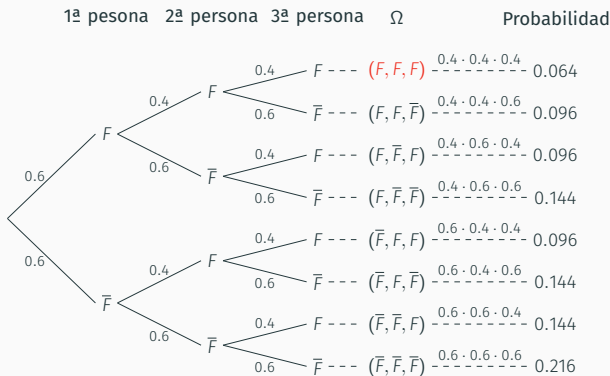 1ª pesona 2ª persona 3ª persona Ω Probabilidad
0.4 F (F, F, F) 0.4 · 0.4 · 0.4 0.064
0.4 F
0.6 F̅ (F, F, F̅) 0.4 · 0.4 · 0.6 0.096
0.6 F
0.4 F (F, F̅, F) 0.4 · 0.6 · 0.4 0.096
0.6 F̅
0.6 F̅ (F, F̅, F̅) 0.4 · 0.6 · 0.6 0.144
0.4 F (F̅, F, F) 0.6 · 0.4 · 0.4 0.096
0.4 F
0.6 F̅ (F̅, F, F̅) 0.6 · 0.4 · 0.6 0.144
0.6 F̅
0.4 F (F̅, F̅, F) 0.6 · 0.6 · 0.4 0.144
0.6 F̅
0.6 F̅ (F̅, F̅, F̅) 0.6 · 0.6 · 0.6 0.216